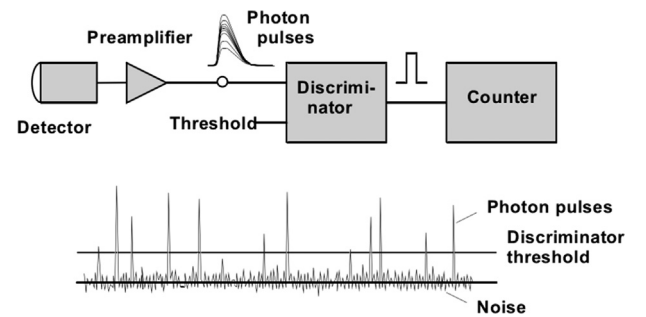 Photon
pulses
Preamplifier
Discrimi-
nator
Counter
Threshold
Detector
Photon pulses
Discriminator
threshold
Noise